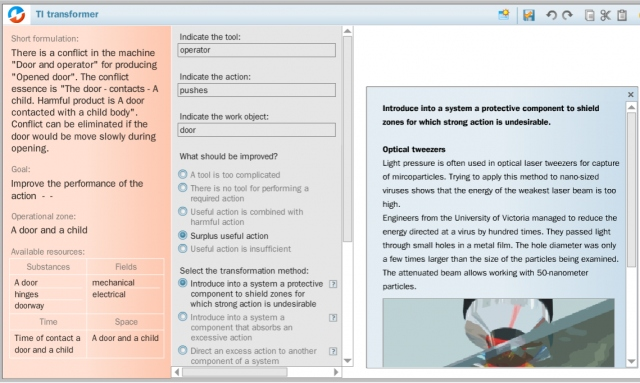 TI transformer
Short formulation:
There is a conflict in the machine
"Door and operator" for producing
"Opened door". The conflict
essence is "The door - contacts - A
child. Harmful product is A door
contacted with a child body".
Conflict can be eliminated if the
door would be move slowly during
opening.
Goal:
Improve the performance of the
action - -
Operational zone:
A door and a child
Available resources:
Substances
Fields
A door
hinges
doorway
mechanical
electrical
Time
Space
Time of contact a
door and a child
A door and a child
Indicate the tool:
operator
Indicate the action:
pushes
Indicate the work object:
door
What should be improved?
A tool is too complicated
There is no tool for performing a
required action
Useful action is combined with
harmful action
Surplus useful action
Useful action is insufficient
Select the transformation method:
Introduce into a system a protective
component to shield zones for
which strong action is undesirable
?
Introduce into a system a
component that absorbs an
excessive action
?
Direct an excess action to another
component of a system
?
Introduce into a system a protective component to shield
zones for which strong action is undesirable.
Optical tweezers
Light pressure is often used in optical laser tweezers for capture
of mircoparticles. Trying to apply this method to nano-sized
viruses shows that the energy of the weakest laser beam is too
high.
Engineers from the University of Victoria managed to reduce the
energy directed at a virus by hundred times. They passed light
through small holes in a metal film. The hole diameter was only
a few times larger than the size of the particles being examined.
The attenuated beam allows working with 50-nanometer
particles.